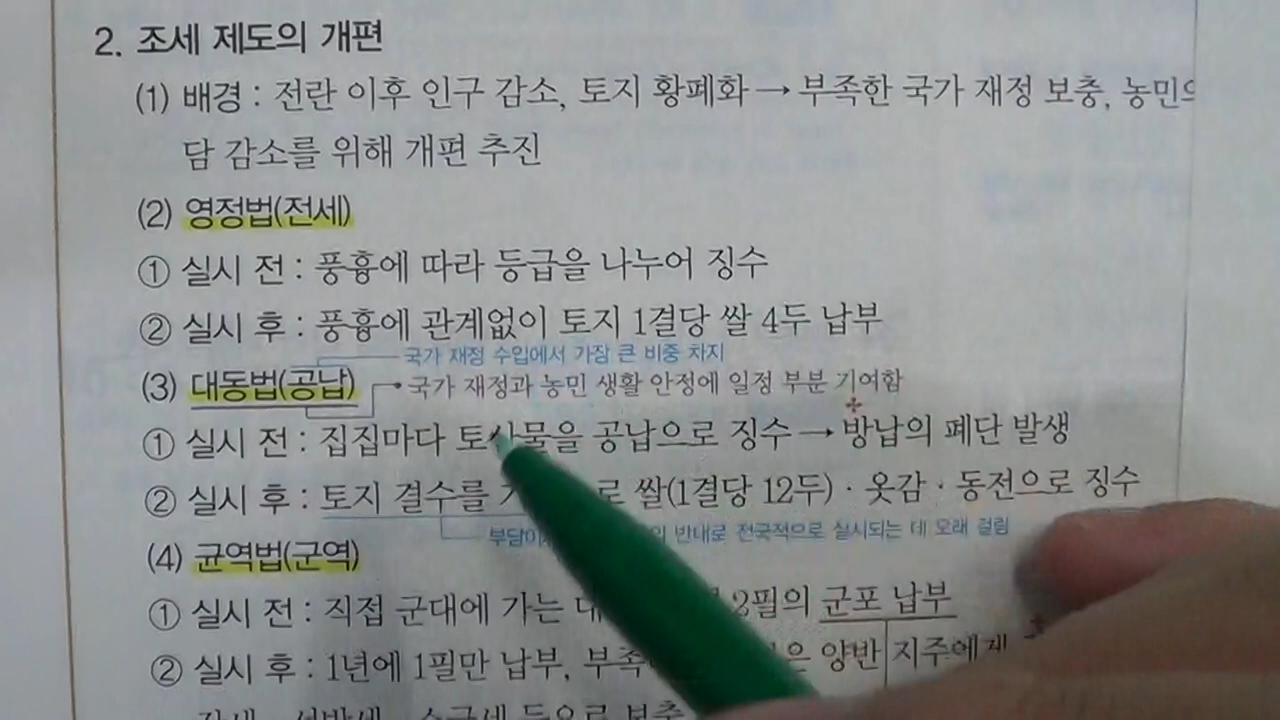 2. 조세 제도의 개편
(1) 배경 : 전란 이후 인구 감소, 토지 황폐화 → 부족한 국가 재정 보충, 농민의
담 감소를 위해 개편 추진
(2) 영정법(전세)
① 실시 전 : 풍흉에 따라 등급을 나누어 징수
② 실시 후 : 풍흉에 관계없이 토지 1결당 쌀 4두 납부
국가 재정 수입에서 가장 큰 비중 차지
(3) 대동법(공납) → 국가 재정과 농민 생활 안정에 일정 부분 기여함
① 실시 전 : 집집마다 토산물을 공납으로 징수 → 방납의 폐단 발생
② 실시 후 : 토지 결수를 로 쌀(1결당 12두) · 옷감 · 동전으로 징수
반대로 전국적으로 실시되는 데 오래 걸림
(4) 균역법(군역)
① 실시 전 : 직접 군대에 가는 2필의 군포 납부
② 실시 후 : 1년에 1필만 납부, 양반 지주에게
등으로 보충